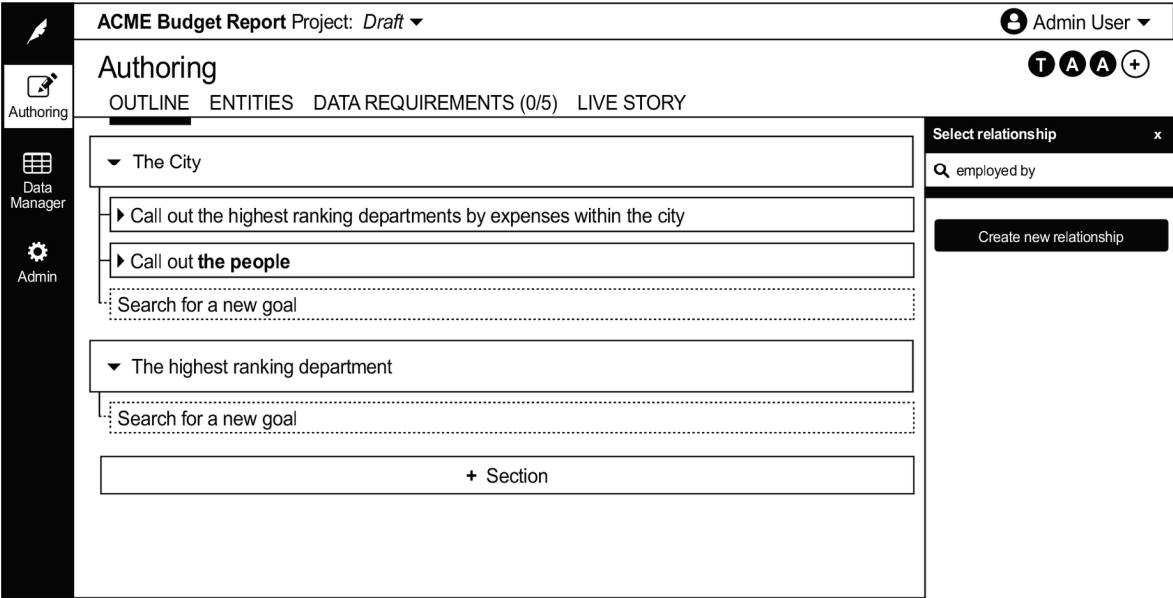 ACME Budget Report Project: Draft
Admin User
Authoring
T A A +
Authoring
OUTLINE ENTITIES DATA REQUIREMENTS (0/5) LIVE STORY
Data
Manager
Admin
The City
Call out the highest ranking departments by expenses within the city
Call out the people
Search for a new goal
The highest ranking department
Search for a new goal
+ Section
Select relationship x
employed by
Create new relationship